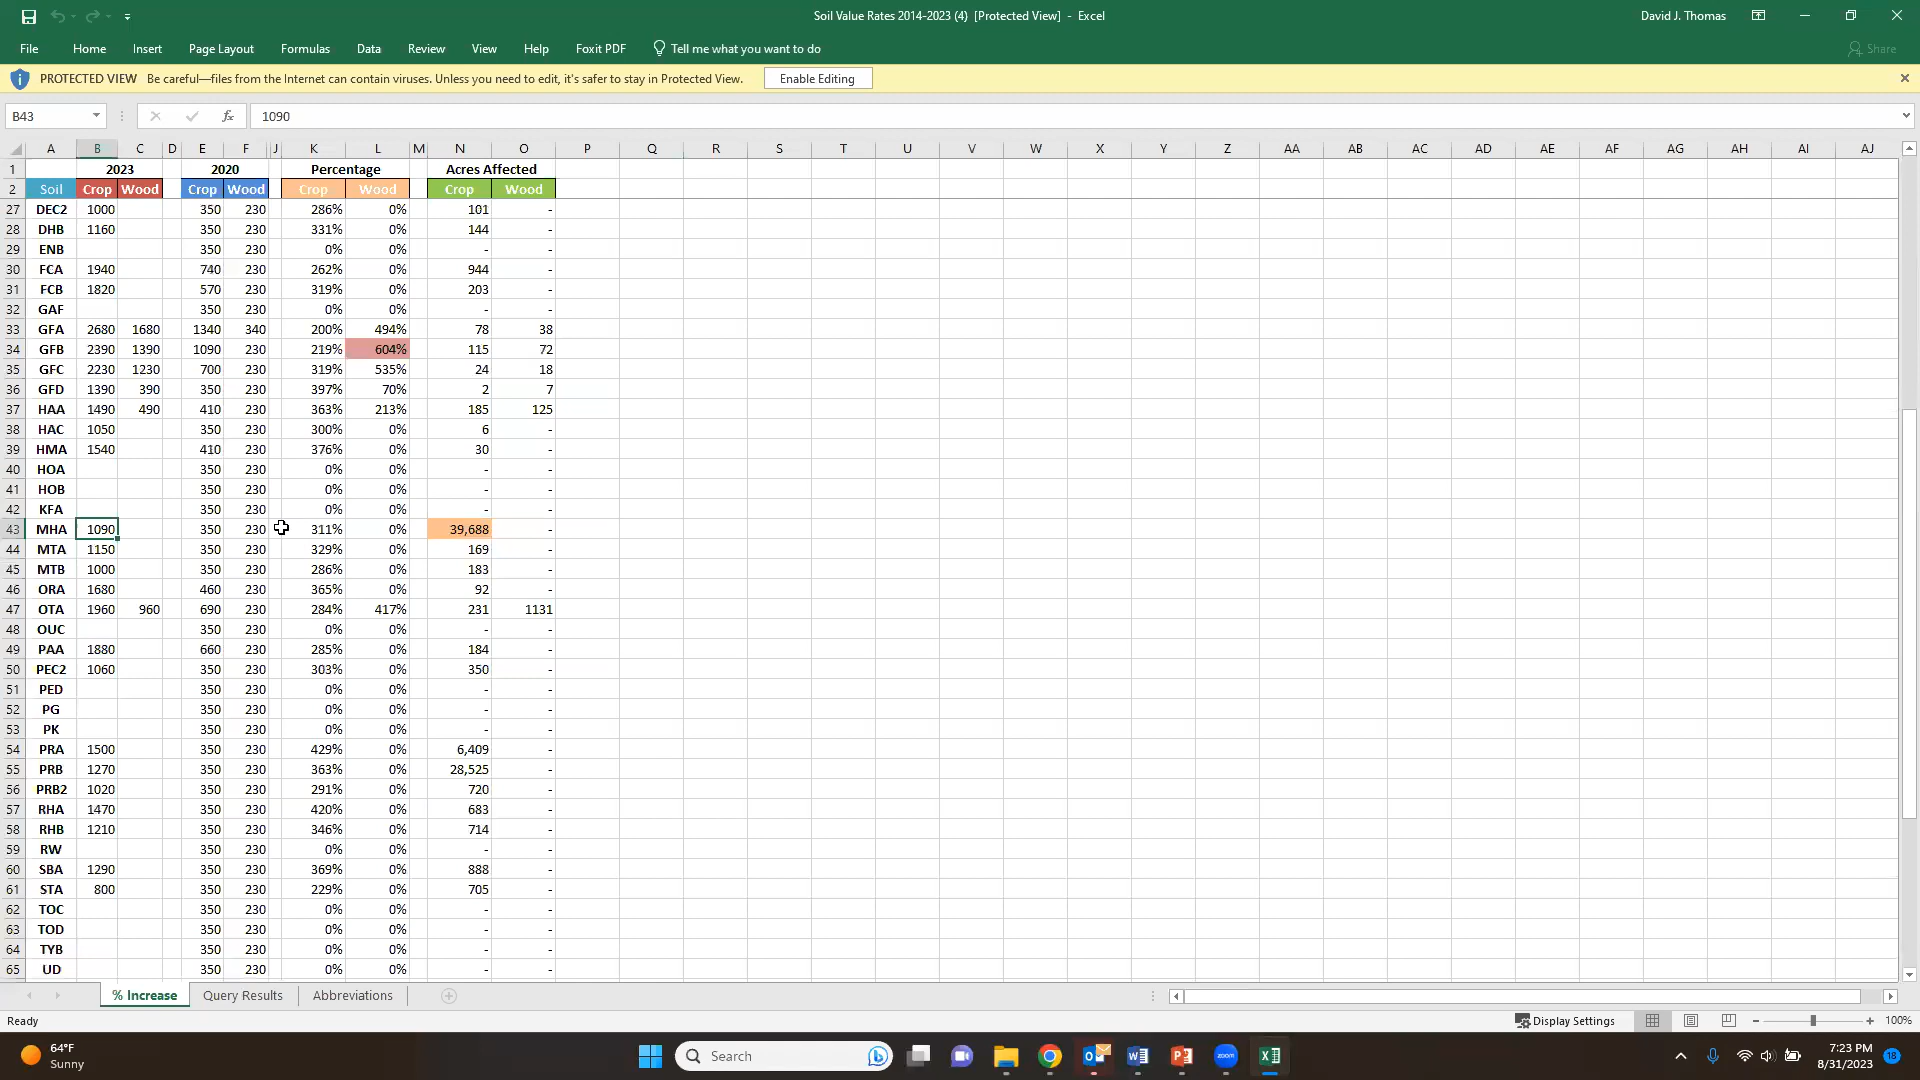 Soil Value Rates 2014-2023 (4) [Protected View] - Excel
David J. Thomas
File Home Insert Page Layout Formulas Data Review View Help Foxit PDF Tell me what you want to do Share
PROTECTED VIEW Be careful—files from the Internet can contain viruses. Unless you need to edit, it's safer to stay in Protected View. Enable Editing
B43 fx 1090
A B C D E F J K L M N O P Q R S T U V W X Y Z AA AB AC AD AE AF AG AH AI AJ
1 2023 2020 Percentage Acres Affected
2 Soil Crop Wood Crop Wood Crop Wood Crop Wood
27 DEC2 1000 350 230 286% 0% 101 -
28 DHB 1160 350 230 331% 0% 144 -
29 ENB 350 230 0% 0% - -
30 FCA 1940 740 230 262% 0% 944 -
31 FCB 1820 570 230 319% 0% 203 -
32 GAF 350 230 0% 0% - -
33 GFA 2680 1680 1340 340 200% 494% 78 38
34 GFB 2390 1390 1090 230 219% 604% 115 72
35 GFC 2230 1230 700 230 319% 535% 24 18
36 GFD 1390 390 350 230 397% 70% 2 7
37 HAA 1490 490 410 230 363% 213% 185 125
38 HAC 1050 350 230 300% 0% 6 -
39 HMA 1540 410 230 376% 0% 30 -
40 HOA 350 230 0% 0% - -
41 HOB 350 230 0% 0% - -
42 KFA 350 230 0% 0% - -
43 MHA 1090 350 230 311% 0% 39,688 -
44 MTA 1150 350 230 329% 0% 169 -
45 MTB 1000 350 230 286% 0% 183 -
46 ORA 1680 460 230 365% 0% 92 -
47 OTA 1960 960 690 230 284% 417% 231 1131
48 OUC 350 230 0% 0% - -
49 PAA 1880 660 230 285% 0% 184 -
50 PEC2 1060 350 230 303% 0% 350 -
51 PED 350 230 0% 0% - -
52 PG 350 230 0% 0% - -
53 PK 350 230 0% 0% - -
54 PRA 1500 350 230 429% 0% 6,409 -
55 PRB 1270 350 230 363% 0% 28,525 -
56 PRB2 1020 350 230 291% 0% 720 -
57 RHA 1470 350 230 420% 0% 683 -
58 RHB 1210 350 230 346% 0% 714 -
59 RW 350 230 0% 0% - -
60 SBA 1290 350 230 369% 0% 888 -
61 STA 800 350 230 229% 0% 705 -
62 TOC 350 230 0% 0% - -
63 TOD 350 230 0% 0% - -
64 TYB 350 230 0% 0% - -
65 UD 350 230 0% 0% - -
% Increase Query Results Abbreviations
Ready Display Settings 100%
64°F
Sunny
Search
zoom
7:23 PM
8/31/2023
18